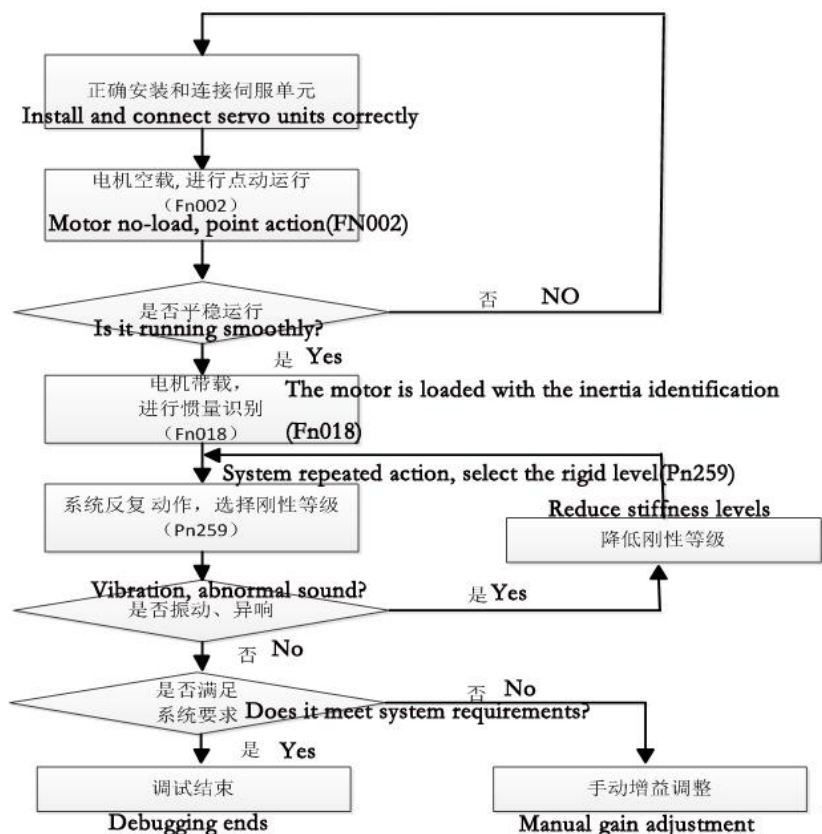 正确安装和连接伺服单元
Install and connect servo units correctly
电机空载, 进行点动运行
（Fn002）
Motor no-load, point action(FN002)
是否平稳运行
Is it running smoothly?
否 NO
是 Yes
电机带载，
进行惯量识别
（Fn018）
The motor is loaded with the inertia identification
(Fn018)
System repeated action, select the rigid level(Pn259)
系统反复 动作，选择刚性等级
（Pn259）
Reduce stiffness levels
降低刚性等级
Vibration, abnormal sound?
是否振动、异响
是 Yes
否 No
是否满足
系统要求
Does it meet system requirements?
否 No
是 Yes
调试结束
Debugging ends
手动增益调整
Manual gain adjustment